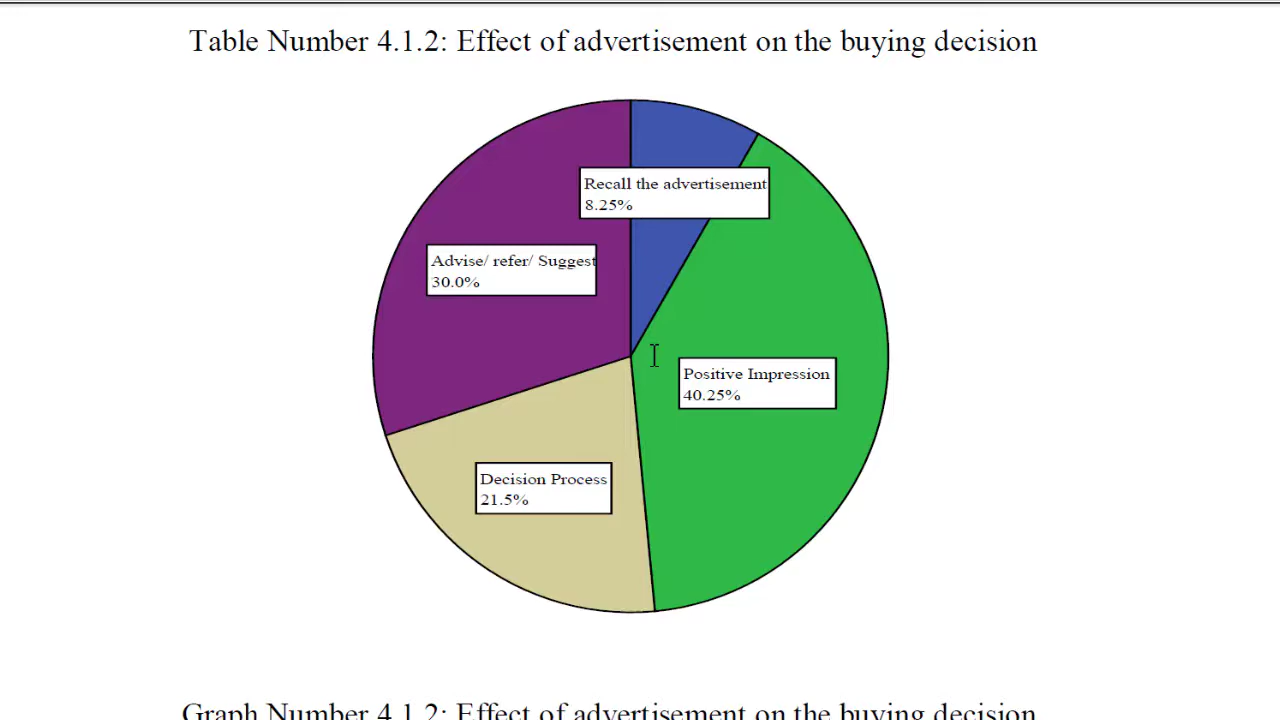 Table Number 4.1.2: Effect of advertisement on the buying decision
Recall the advertisement
8.25%
Advise/ refer/ Suggest
30.0%
Positive Impression
40.25%
Decision Process
21.5%
Graph Number 4.1.2: Effect of advertisement on the buying decision